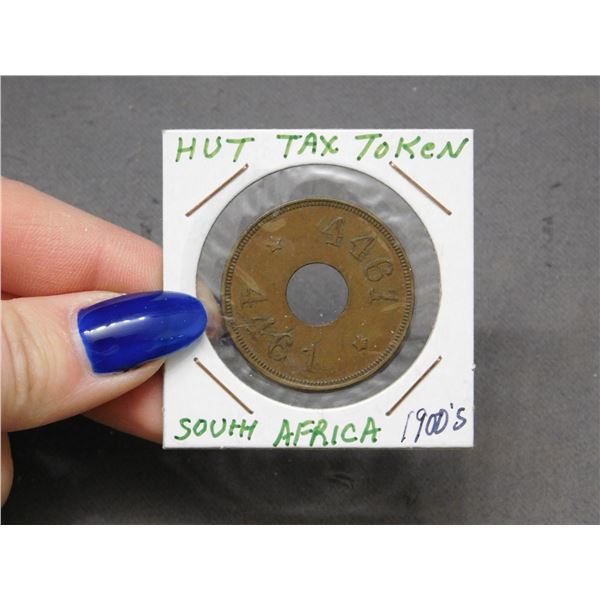 HUT TAX TOKEN
4461
4461
SOUTH AFRICA 1900's